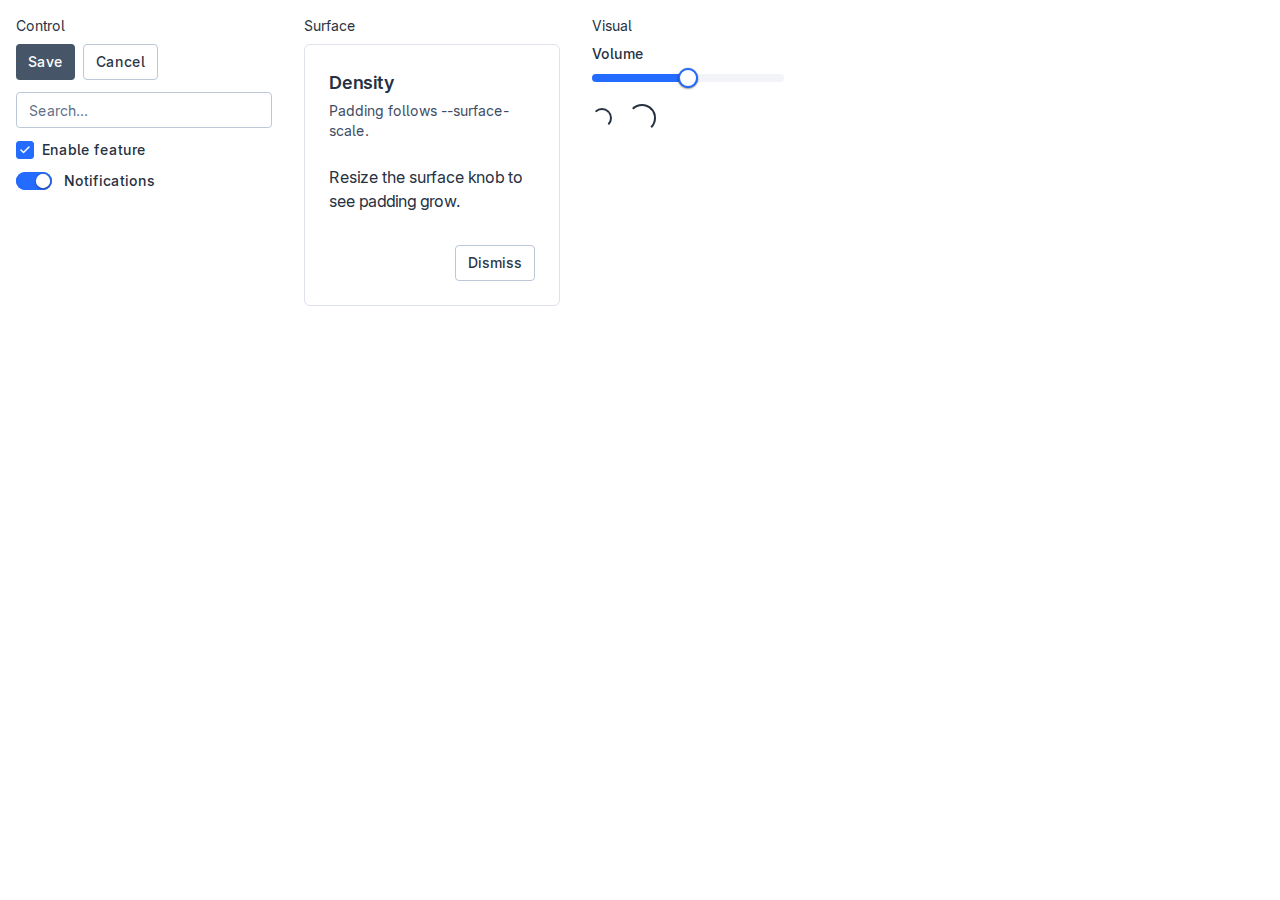 Control
Save
Cancel
Search...
Enable feature
Notifications
Surface
Density
Padding follows --surface-
scale.
Resize the surface knob to
see padding grow.
Dismiss
Visual
Volume